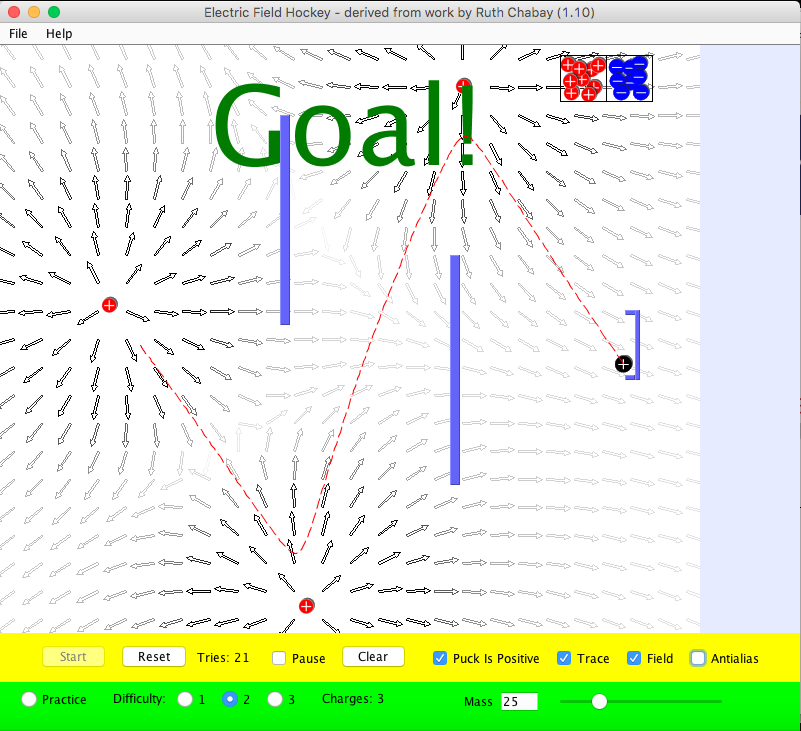 Electric Field Hockey - derived from work by Ruth Chabay (1.10)
File Help
Goal!
Start Reset Tries: 21 Pause Clear Puck Is Positive Trace Field Antialias
Practice Difficulty: 1 2 3 Charges: 3 Mass 25